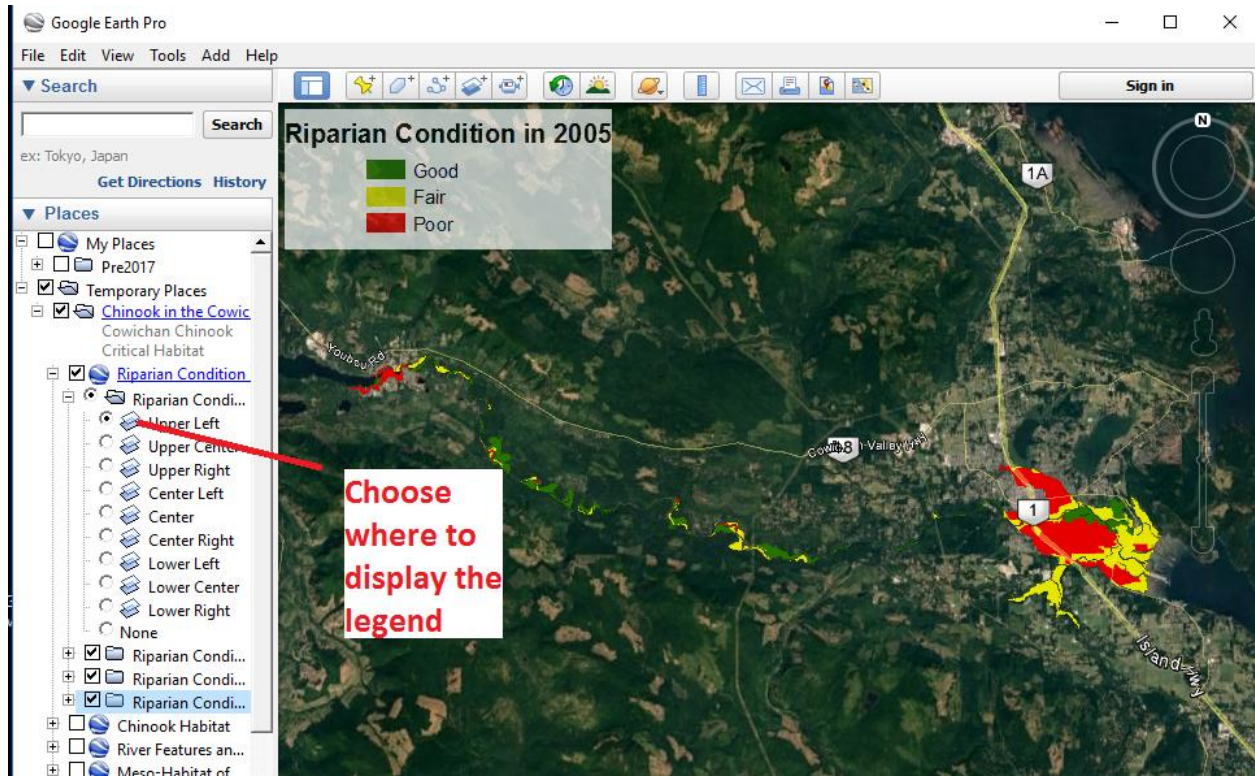 Google Earth Pro
File Edit View Tools Add Help
Search
Search
ex: Tokyo, Japan
Get Directions History
Places
My Places
Pre2017
Temporary Places
Chinook in the Cowic
Cowichan Chinook
Critical Habitat
Riparian Condition
Riparian Condi...
Upper Left
Upper Center
Upper Right
Center Left
Center
Center Right
Lower Left
Lower Center
Lower Right
None
Riparian Condi...
Riparian Condi...
Riparian Condi...
Chinook Habitat
River Features an...
Meso-Habitat of
Sign in
Riparian Condition in 2005
Good
Fair
Poor
N
1A
Youbou Rd
Cowichan Valley Hwy
18
1
Island Hwy
Choose
where to
display the
legend